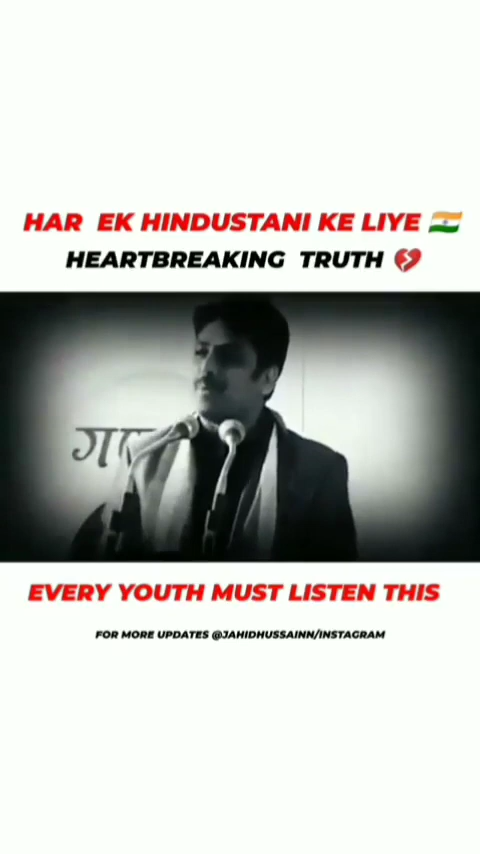 HAR EK HINDUSTANI KE LIYE 🇮🇳
HEARTBREAKING TRUTH 💔
EVERY YOUTH MUST LISTEN THIS
FOR MORE UPDATES @JAHIDHUSSAINN/INSTAGRAM